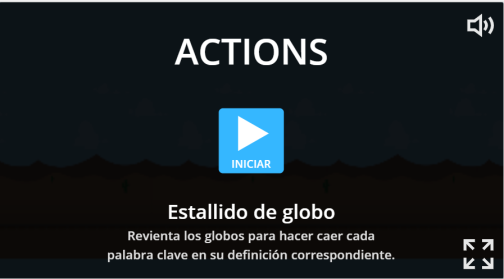 ACTIONS
INICIAR
Estallido de globo
Revienta los globos para hacer caer cada
palabra clave en su definición correspondiente.